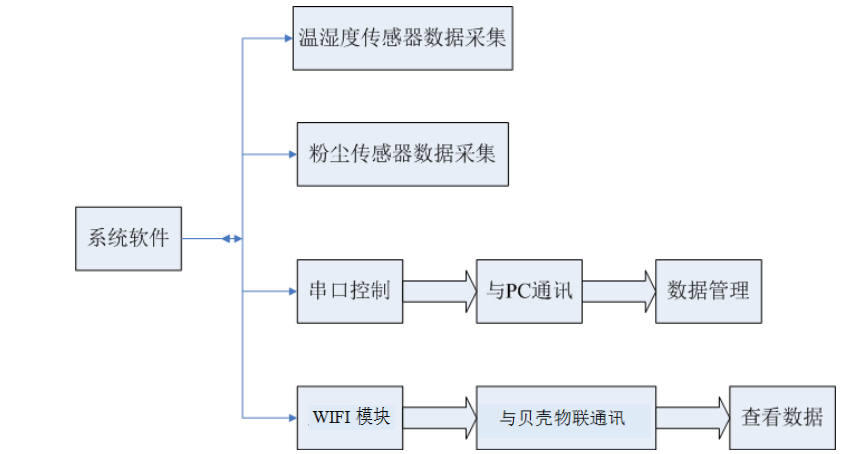 温湿度传感器数据采集
粉尘传感器数据采集
系统软件
串口控制
与PC通讯
数据管理
WIFI 模块
与贝壳物联通讯
查看数据